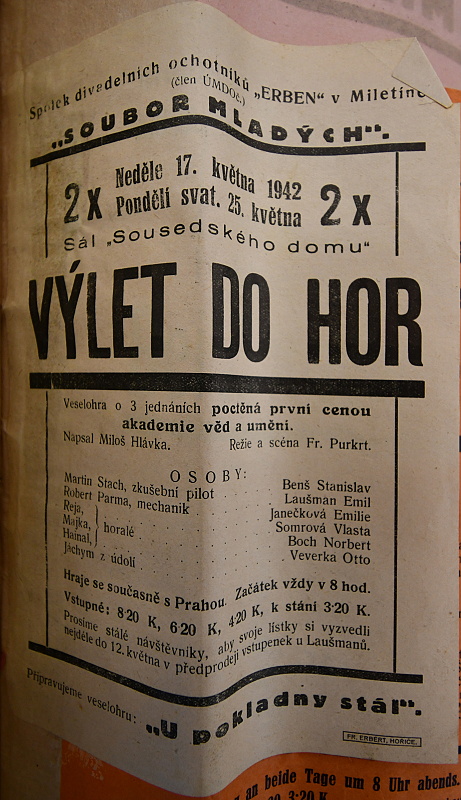 Spolek divadelních ochotníků „ERBEN“ v Miletíně
(člen ÚMDOČ.)
„SOUBOR MLADÝCH“.
2 x Neděle 17. května 1942 2 x
Pondělí svat. 25. května
Sál „Sousedského domu“
VÝLET DO HOR
Veselohra o 3 jednáních poctěná první cenou
akademie věd a umění.
Napsal Miloš Hlávka. Režie a scéna Fr. Purkrt.
OSOBY:
Martin Stach, zkušební pilot . . . Benš Stanislav
Robert Parma, mechanik . . . Laušman Emil
Reja, } horalé . . . Janečková Emilie
Majka, . . . Somrová Vlasta
Hainal, . . . Boch Norbert
Jáchym z údolí . . . Veverka Otto
Hraje se současně s Prahou. Začátek vždy v 8 hod.
Vstupné: 8·20 K, 6·20 K, 4·20 K, k stání 3·20 K.
Prosíme stálé návštěvníky, aby svoje lístky si vyzvedli
nejdéle do 12. května v předprodeji vstupenek u Laušmanů.
Připravujeme veselohru: „U pokladny stál“.
FR. ERBERT, HOŘICE.
an beide Tage um 8 Uhr abends.
3·20 K